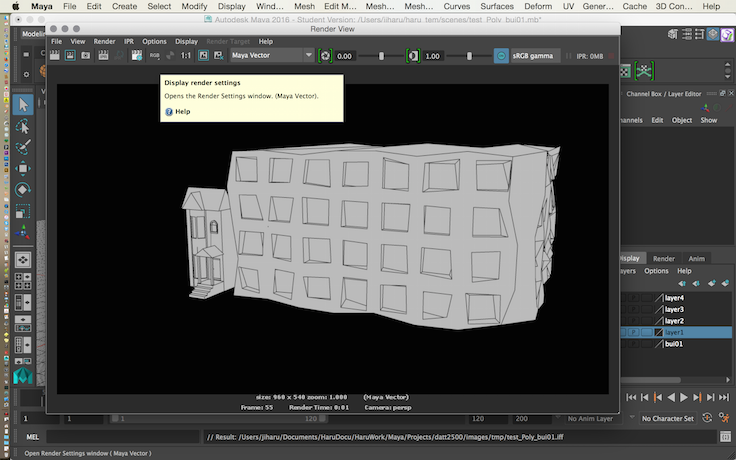 Maya File Edit Create Select Modify Display Windo... Mesh Edit M... Mesh... Mesh... Curves Surfaces Deform UV Gener... Cache 3D Con... Help
Autodesk Maya 2016 - Student Version: /Users/jiharu/haru_tem/scenes/test_Poly_bui01.mb*
Render View
File View Render IPR Options Display Render Target Help
RGB 1:1 Maya Vector 0.00 1.00 sRGB gamma IPR: 0MB
Display render settings
Opens the Render Settings window. (Maya Vector).
Help
Channel Box / Layer Editor
hannels Edit Object Show
isplay Render Anim
ayers Options Help
layer4
layer3
layer2
layer1
bui01
size: 960 x 540 zoom: 1.000 (Maya Vector)
Frame: 55 Render Time: 0:01 Camera: persp
1 1 1 120 120 200 No Anim Layer No Character Set
MEL // Result: /Users/jiharu/Documents/HaruDocu/HaruWork/Maya/Projects/datt2500/images/tmp/test_Poly_bui01.iff
Open Render Settings window ( Maya Vector )